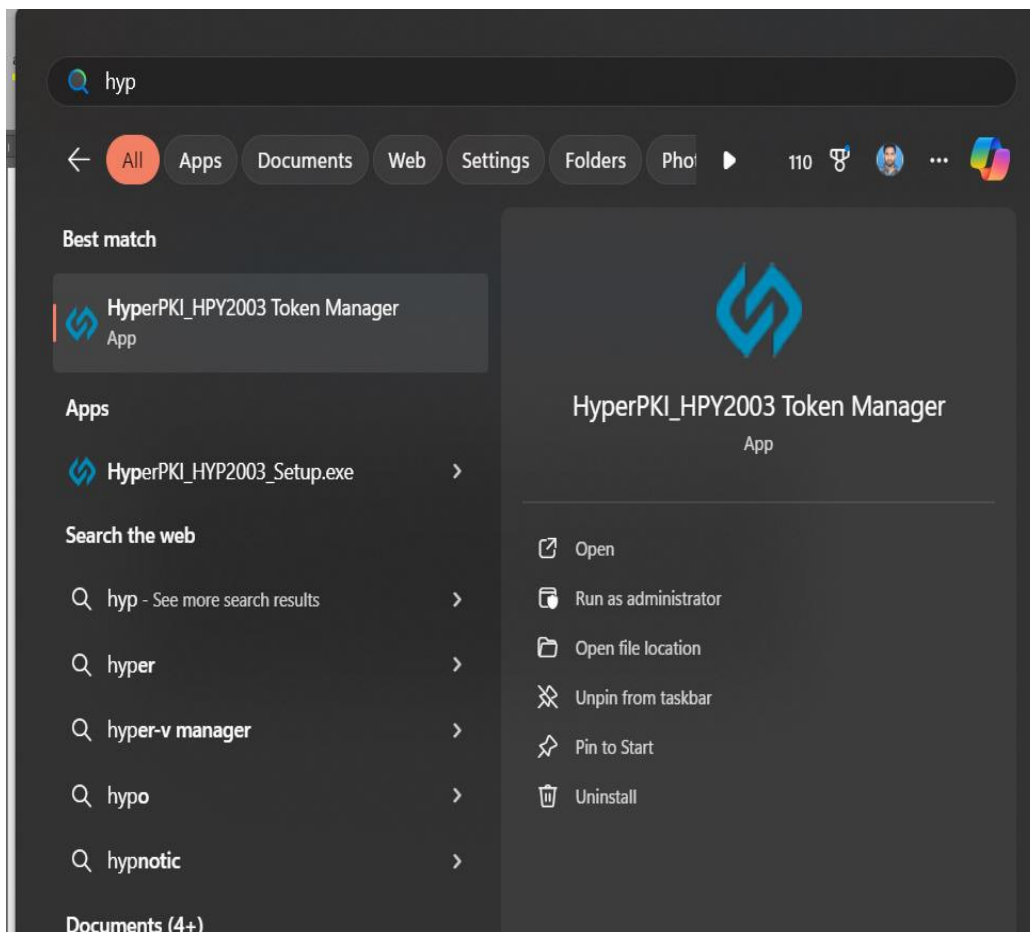 hyp
All Apps Documents Web Settings Folders Pho 110
Best match
HyperPKI_HPY2003 Token Manager
App
Apps
HyperPKI_HYP2003_Setup.exe
Search the web
hyp - See more search results
hyper
hyper-v manager
hypo
hypnotic
Documents (4+)
HyperPKI_HPY2003 Token Manager
App
Open
Run as administrator
Open file location
Unpin from taskbar
Pin to Start
Uninstall